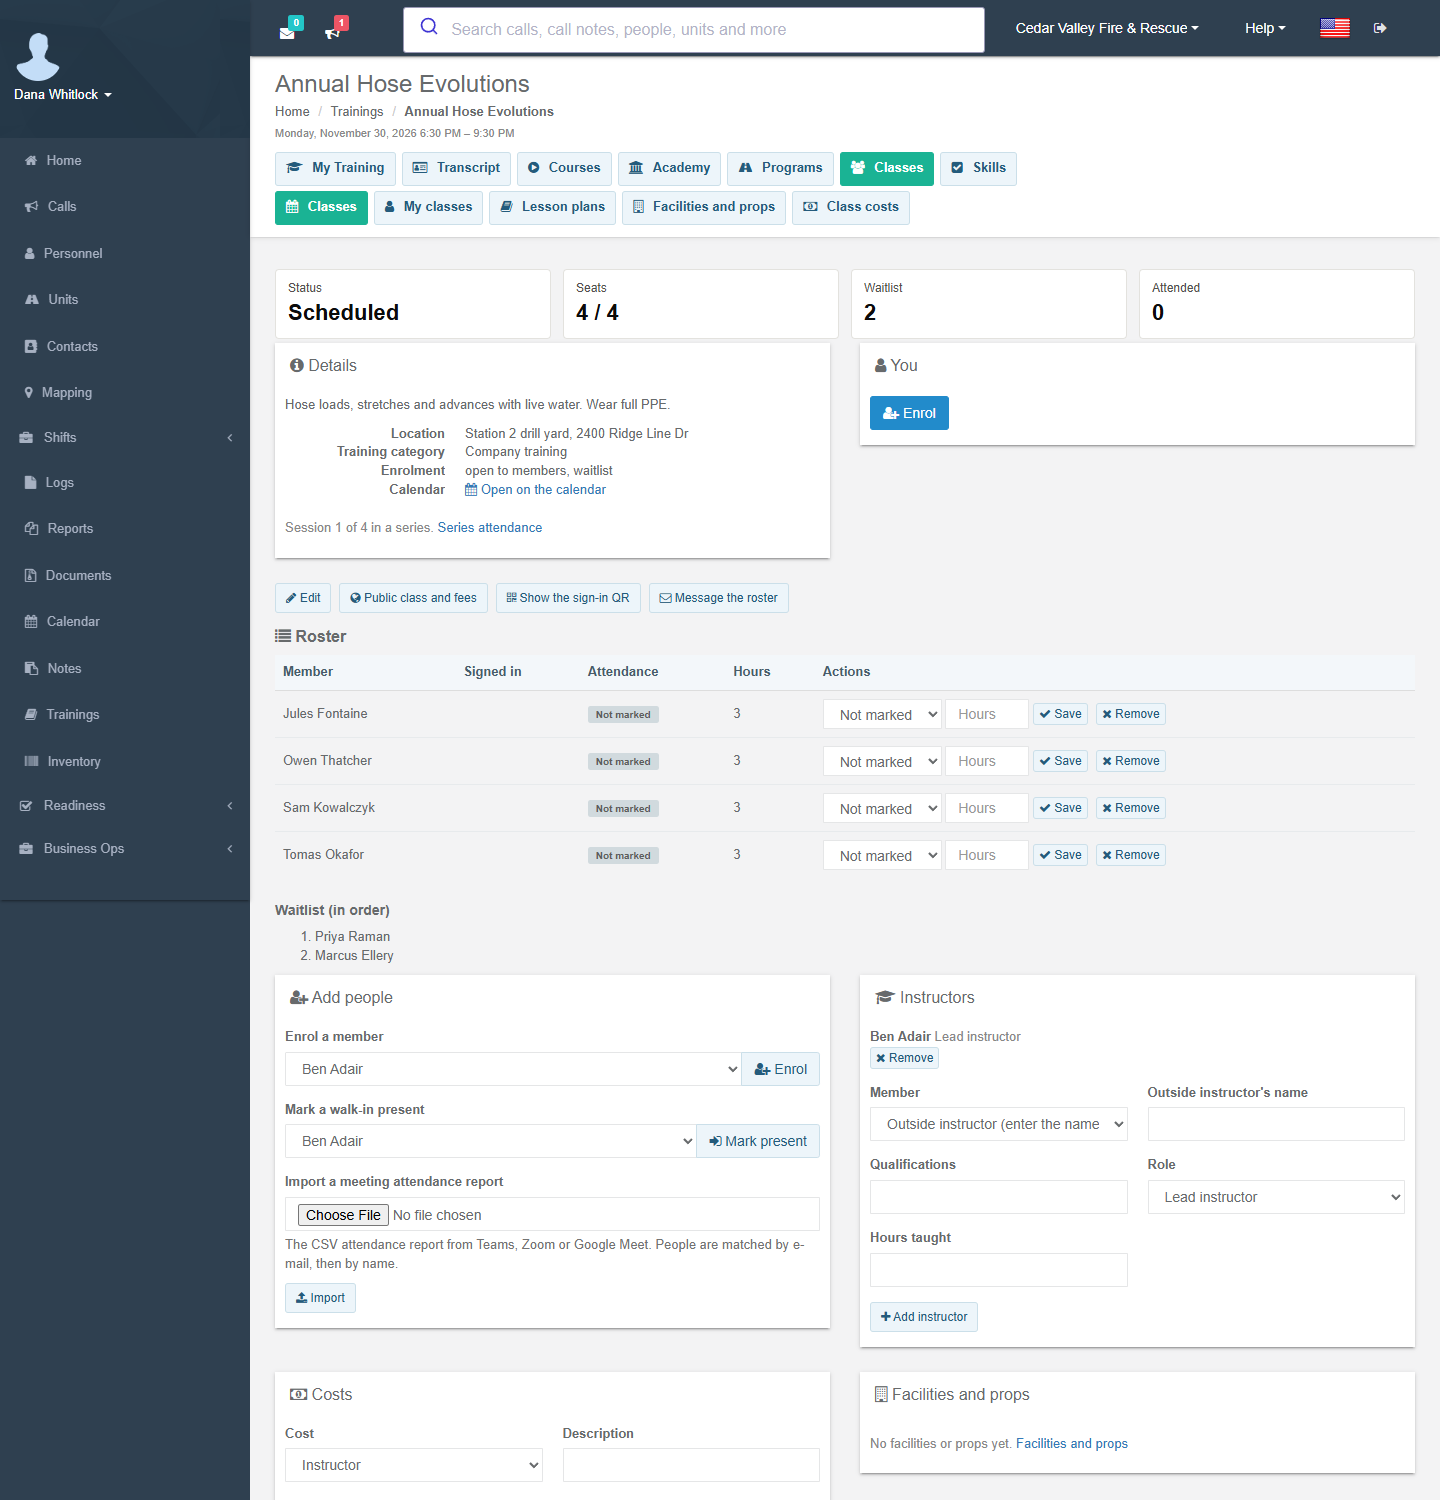 0
1
Search calls, call notes, people, units and more
Cedar Valley Fire & Rescue
Help
Dana Whitlock
Home
Calls
Personnel
Units
Contacts
Mapping
Shifts
Logs
Reports
Documents
Calendar
Notes
Trainings
Inventory
Readiness
Business Ops
Annual Hose Evolutions
Home / Trainings / Annual Hose Evolutions
Monday, November 30, 2026 6:30 PM – 9:30 PM
My Training
Transcript
Courses
Academy
Programs
Classes
Skills
Classes
My classes
Lesson plans
Facilities and props
Class costs
Status
Scheduled
Seats
4 / 4
Waitlist
2
Attended
0
Details
Hose loads, stretches and advances with live water. Wear full PPE.
Location Station 2 drill yard, 2400 Ridge Line Dr
Training category Company training
Enrolment open to members, waitlist
Calendar Open on the calendar
Session 1 of 4 in a series. Series attendance
You
Enrol
Edit
Public class and fees
Show the sign-in QR
Message the roster
Roster
Member Signed in Attendance Hours Actions
Jules Fontaine Not marked 3 Not marked Hours Save Remove
Owen Thatcher Not marked 3 Not marked Hours Save Remove
Sam Kowalczyk Not marked 3 Not marked Hours Save Remove
Tomas Okafor Not marked 3 Not marked Hours Save Remove
Waitlist (in order)
1. Priya Raman
2. Marcus Ellery
Add people
Enrol a member
Ben Adair Enrol
Mark a walk-in present
Ben Adair Mark present
Import a meeting attendance report
Choose File No file chosen
The CSV attendance report from Teams, Zoom or Google Meet. People are matched by e-
mail, then by name.
Import
Instructors
Ben Adair Lead instructor
Remove
Member Outside instructor's name
Outside instructor (enter the name
Qualifications Role
Lead instructor
Hours taught
Add instructor
Costs
Cost Description
Instructor
Facilities and props
No facilities or props yet. Facilities and props